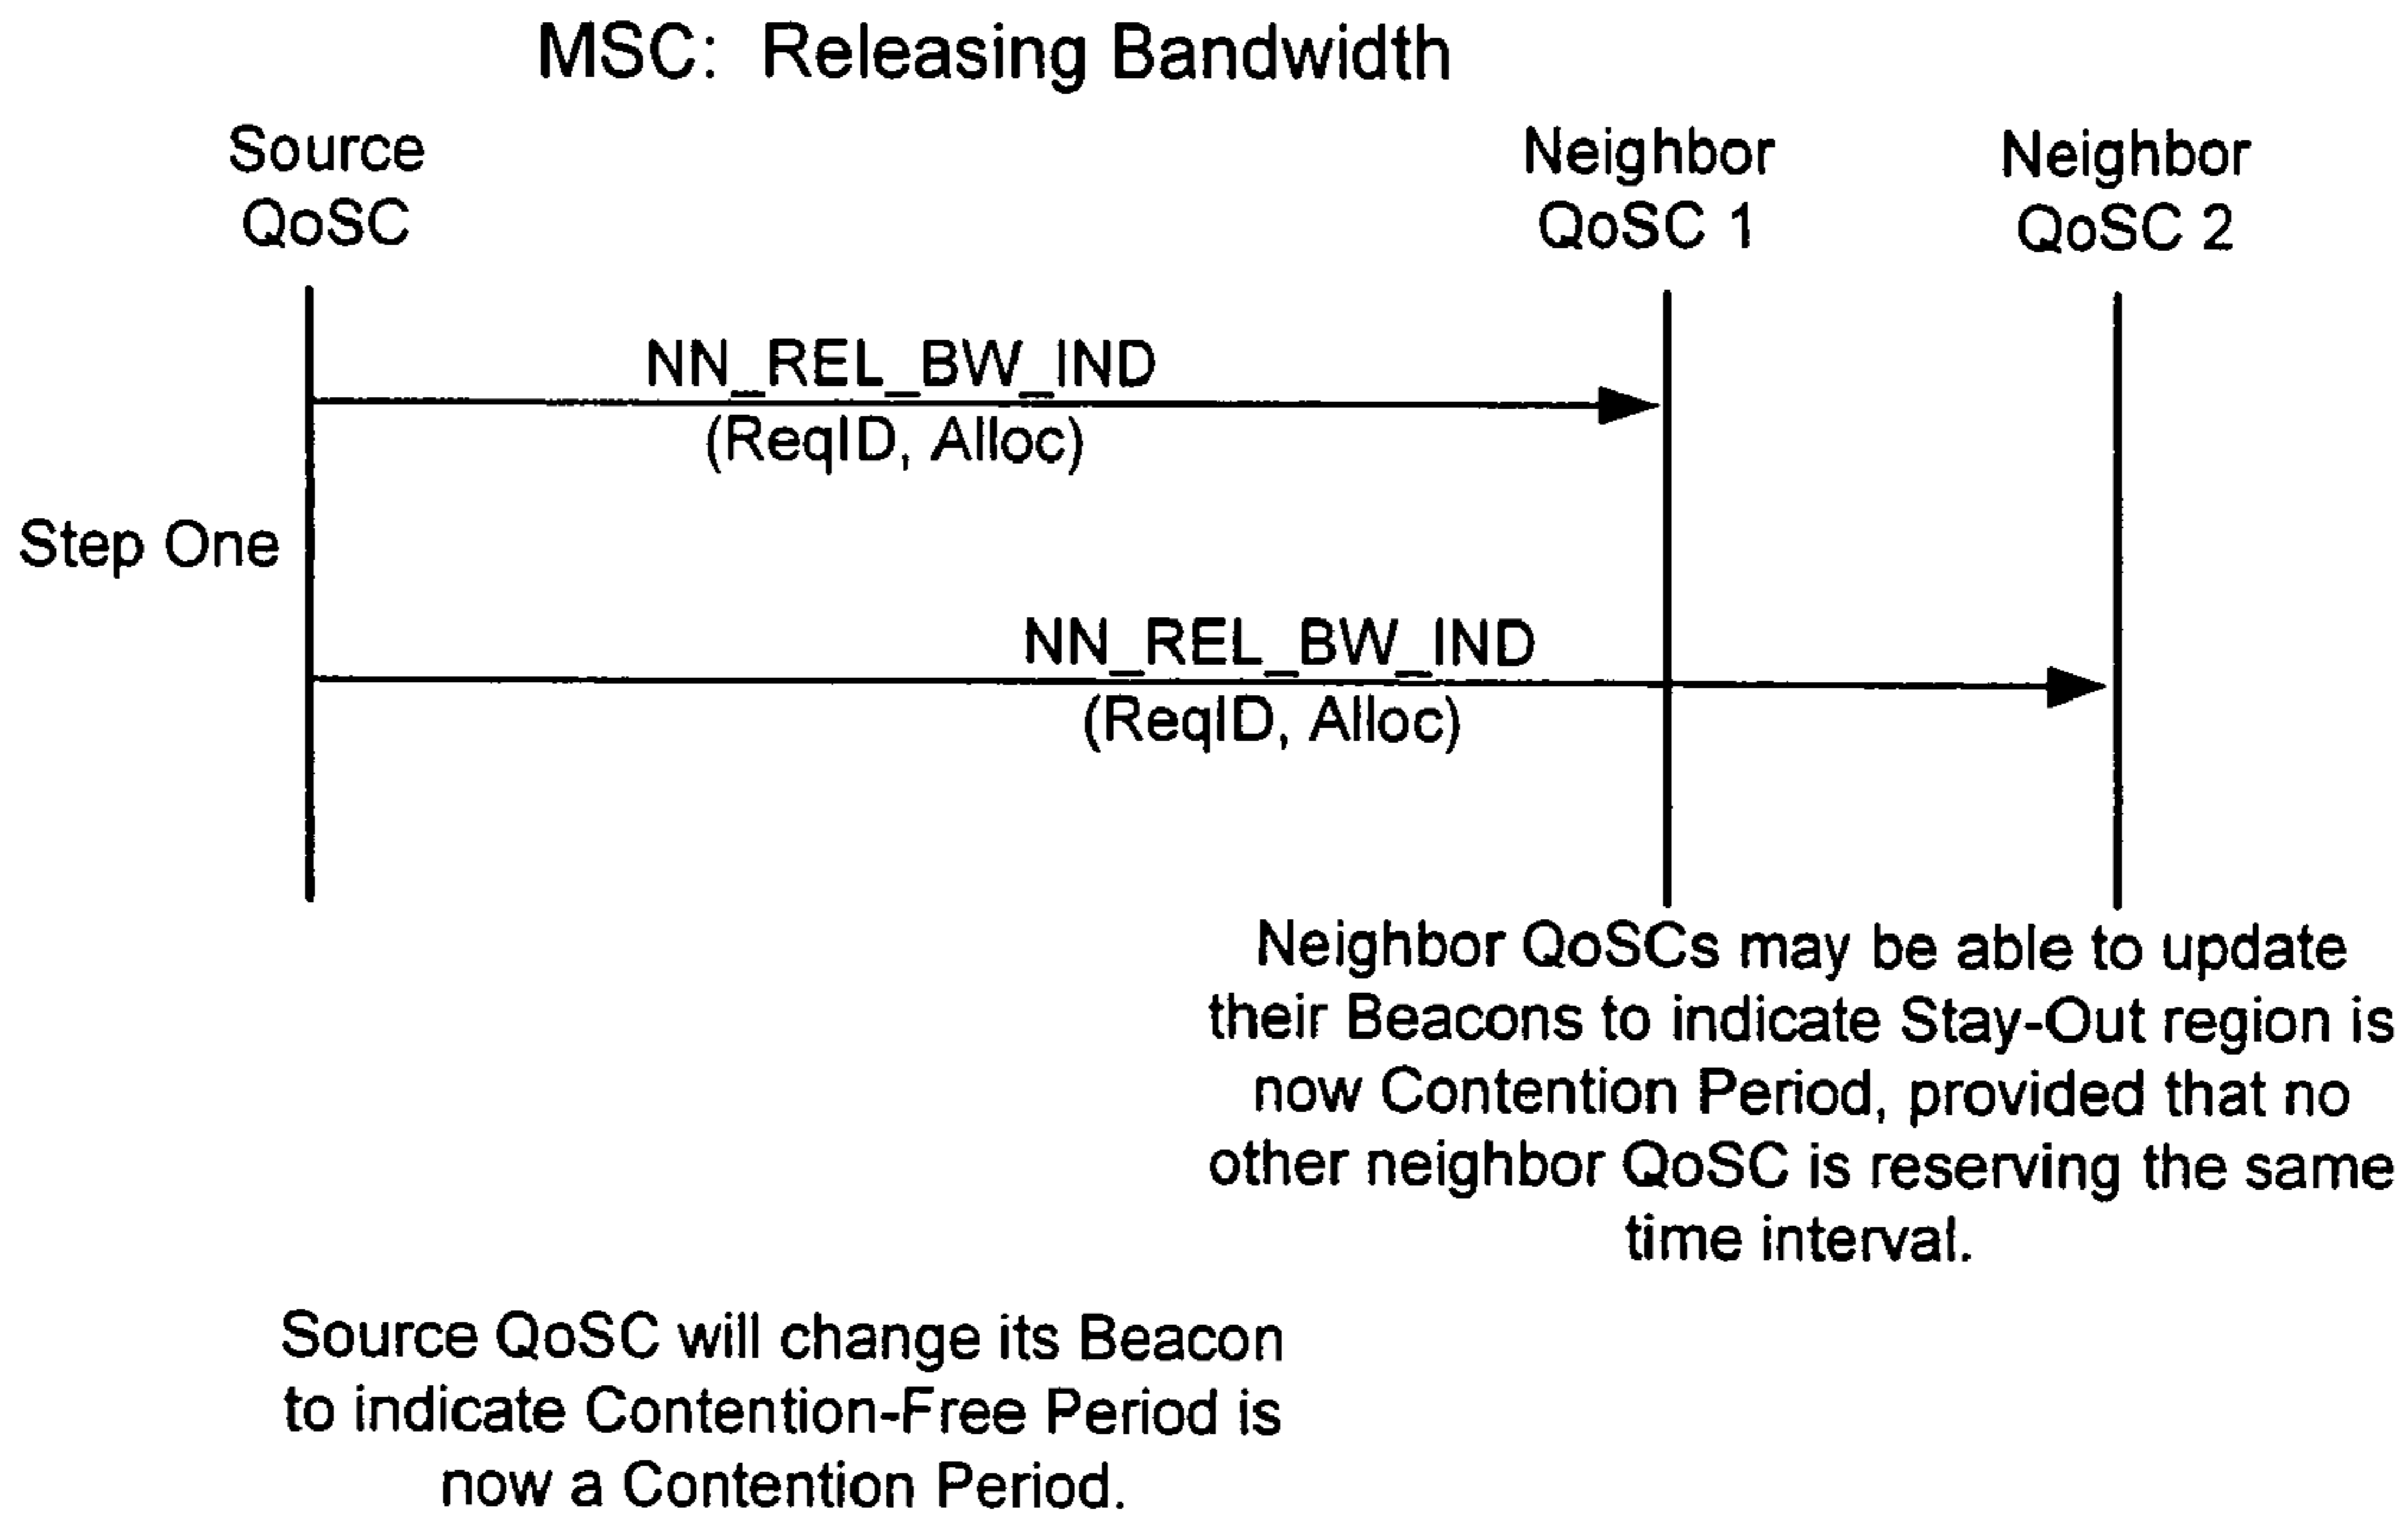 MSC: Releasing Bandwidth
Source
QoSC
Neighbor
QoSC 1
Neighbor
QoSC 2
NN_REL_BW_IND
(ReqID, Alloc)
Step One
NN_REL_BW_IND
(ReqID, Alloc)
Neighbor QoSCs may be able to update
their Beacons to indicate Stay-Out region is
now Contention Period, provided that no
other neighbor QoSC is reserving the same
time interval.
Source QoSC will change its Beacon
to indicate Contention-Free Period is
now a Contention Period.